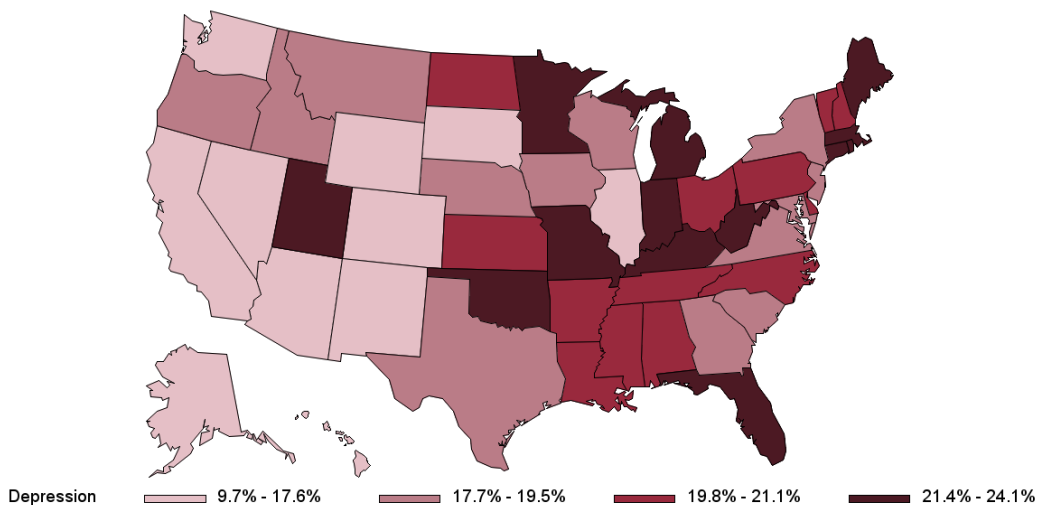 Depression 9.7% - 17.6% 17.7% - 19.5% 19.8% - 21.1% 21.4% - 24.1%